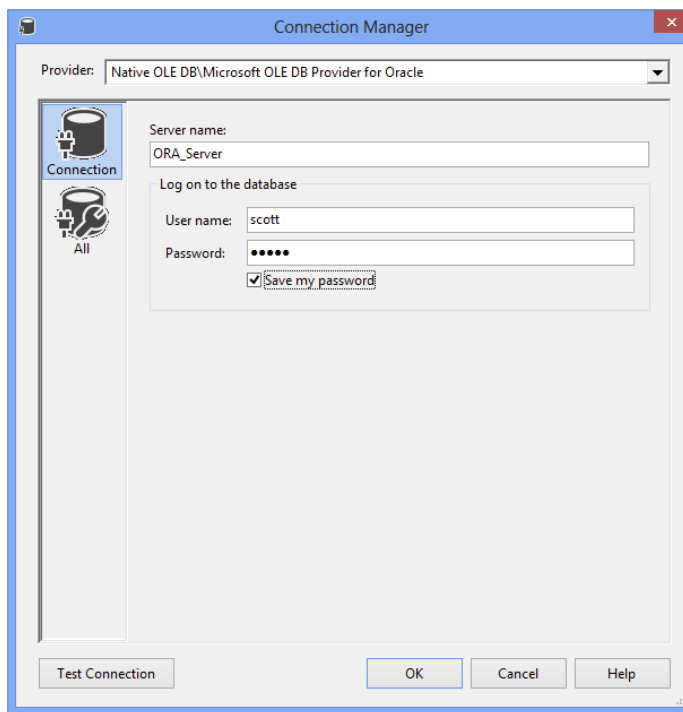 Connection Manager
Provider: Native OLE DB\Microsoft OLE DB Provider for Oracle
Connection
All
Server name:
ORA_Server
Log on to the database
User name: scott
Password: •••••
Save my password
Test Connection OK Cancel Help